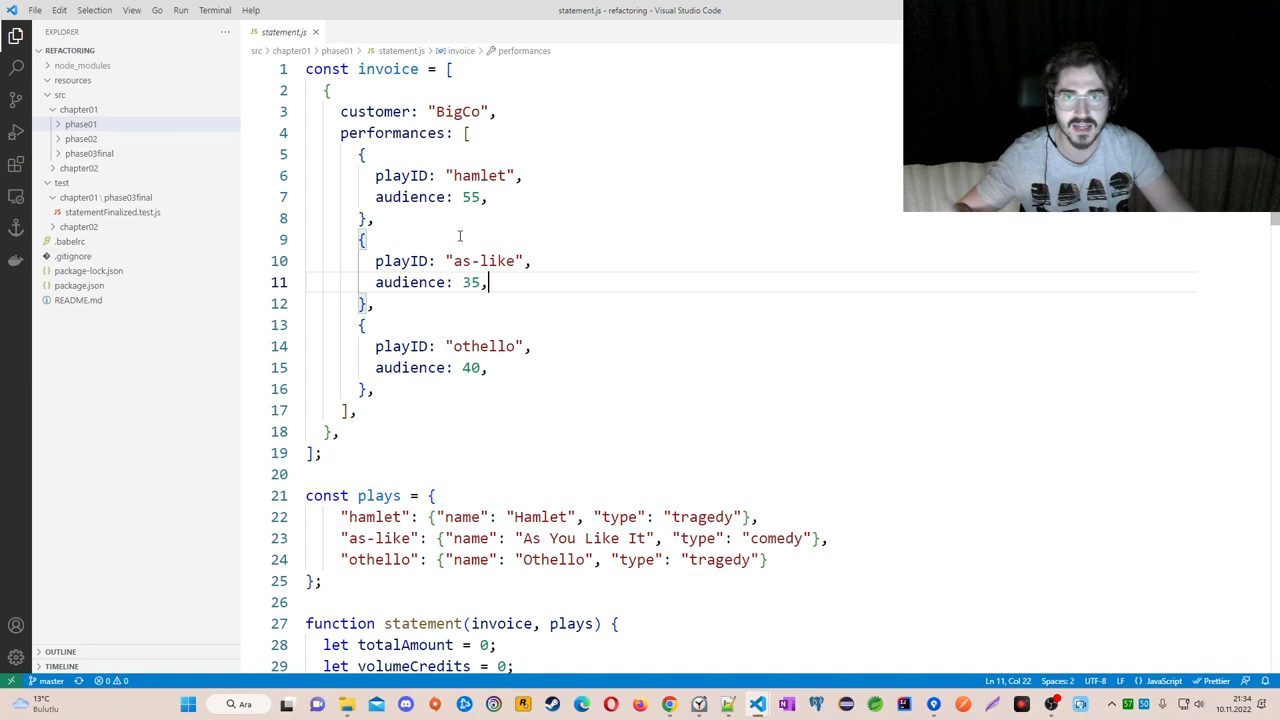 File Edit Selection View Go Run Terminal Help
statement.js - refactoring - Visual Studio Code
EXPLORER
REFACTORING
node_modules
resources
src
chapter01
phase01
phase02
phase03final
chapter02
test
chapter01 \ phase03final
JS statementFinalized.test.js
chapter02
.babelrc
.gitignore
package-lock.json
package.json
README.md
OUTLINE
TIMELINE
JS statement.js
src > chapter01 > phase01 > JS statement.js > invoice > performances
1 const invoice = [
2 {
3 customer: "BigCo",
4 performances: [
5 {
6 playID: "hamlet",
7 audience: 55,
8 },
9 {
10 playID: "as-like",
11 audience: 35,
12 },
13 {
14 playID: "othello",
15 audience: 40,
16 },
17 ],
18 },
19 ];
20
21 const plays = {
22 "hamlet": {"name": "Hamlet", "type": "tragedy"},
23 "as-like": {"name": "As You Like It", "type": "comedy"},
24 "othello": {"name": "Othello", "type": "tragedy"}
25 };
26
27 function statement(invoice, plays) {
28 let totalAmount = 0;
29 let volumeCredits = 0;
master 0 0
Ln 11, Col 22 Spaces: 2 UTF-8 LF {} JavaScript Prettier
13°C
Bulutlu
Ara
57 50
21:34
10.11.2022